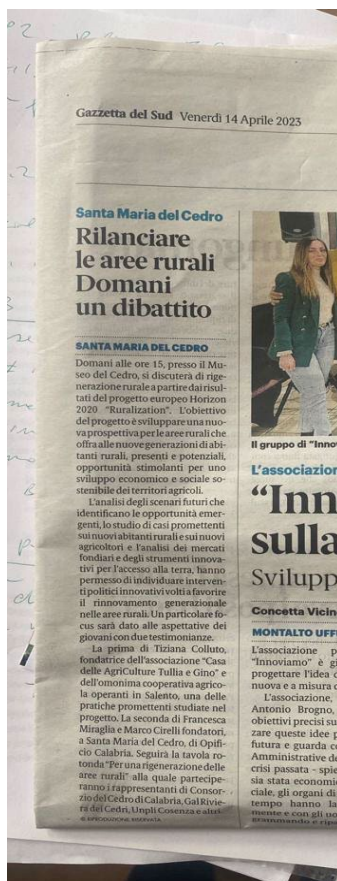 Gazzetta del Sud Venerdì 14 Aprile 2023
Santa Maria del Cedro
Rilanciare
le aree rurali
Domani
un dibattito
SANTA MARIA DEL CEDRO
Domani alle ore 15, presso il Mu-
seo del Cedro, si discuterà di rige-
nerazione rurale a partire dai risul-
tati del progetto europeo Horizon
2020 “Ruralization”. L'obiettivo
del progetto è sviluppare una nuo-
va prospettiva per le aree rurali che
offra alle nuove generazioni di abi-
tanti rurali, presenti e potenziali,
opportunità stimolanti per uno
sviluppo economico e sociale so-
stenibile dei territori agricoli.
L'analisi degli scenari futuri che
identificano le opportunità emer-
genti, lo studio di casi promettenti
sui nuovi abitanti rurali e sui nuovi
agricoltori e l'analisi dei mercati
fondiari e degli strumenti innova-
tivi per l'accesso alla terra, hanno
permesso di individuare interven-
ti politici innovativi volti a favorire
il rinnovamento generazionale
nelle aree rurali. Un particolare fo-
cus sarà dato alle aspettative dei
giovani con due testimonianze.
La prima di Tiziana Colluto,
fondatrice dell'associazione “Casa
delle AgriCulture Tullia e Gino” e
dell'omonima cooperativa agrico-
la operanti in Salento, una delle
pratiche promettenti studiate nel
progetto. La seconda di Francesca
Miraglia e Marco Cirelli fondatori,
a Santa Maria del Cedro, di Opifi-
cio Calabria. Seguirà la tavola ro-
tonda “Per una rigenerazione delle
aree rurali” alla quale partecipe-
ranno i rappresentanti di Consor-
zio del Cedro di Calabria, Gal Rivie-
ra dei Cedri, Unpli Cosenza e altri.
© RIPRODUZIONE RISERVATA
Il gruppo di “Inno
L'associazion
“Inn
sulla
Svilupp
Concetta Vicin
MONTALTO UFFU
L'associazione p
“Innoviamo” è gi
progettare l'idea d
nuova e a misura d
L'associazione,
Antonio Brogno,
obiettivi precisi su
zare queste idee p
futura e guarda co
Amministrative de
crisi passata - spie
sia stata economic
ciale, gli organi di
tempo hanno la
mente e con gli uo